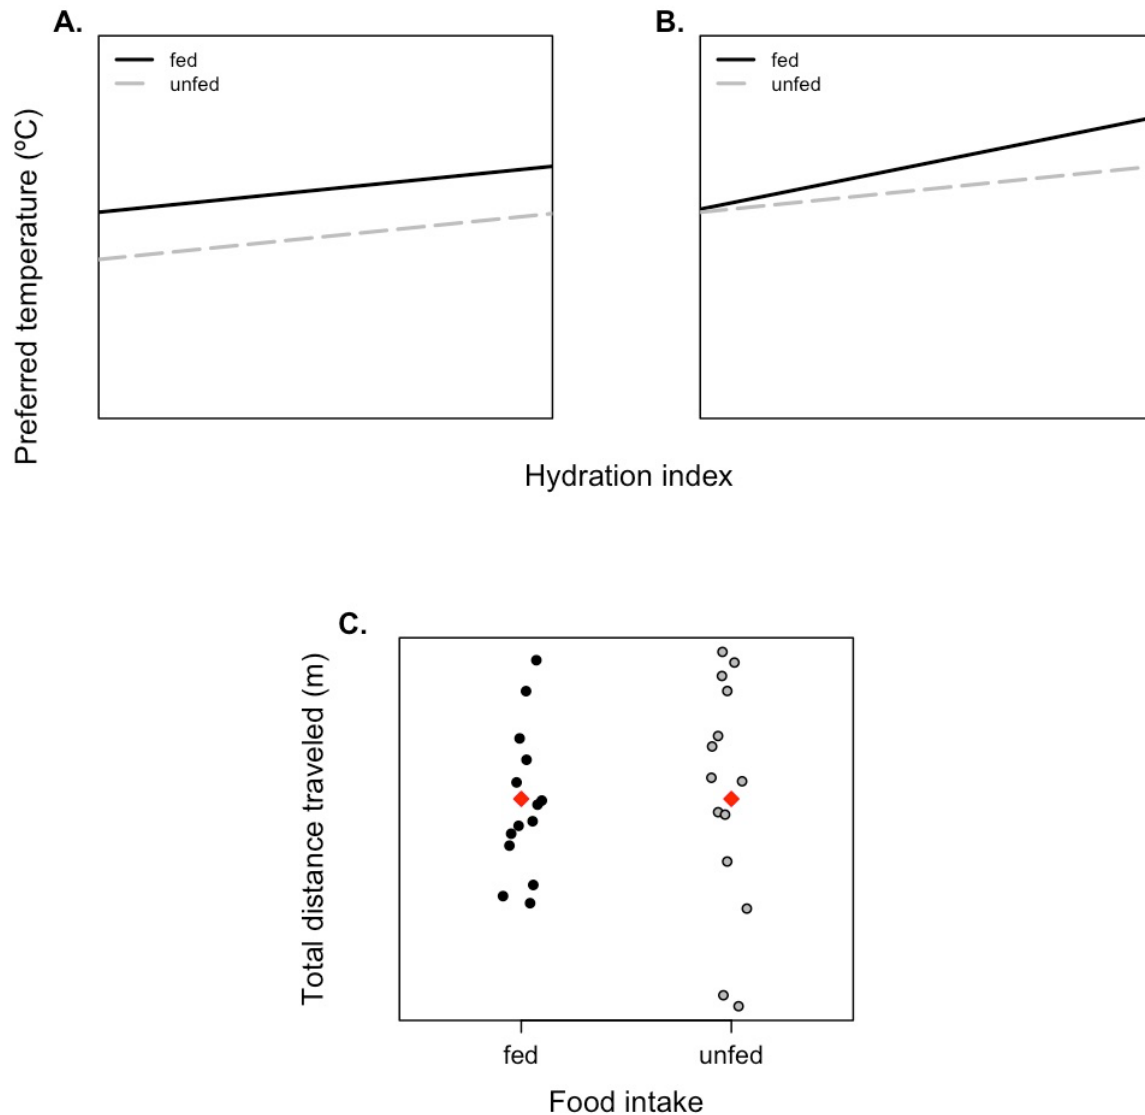 A.
fed
unfed
B.
fed
unfed
Preferred temperature (ºC)
Hydration index
C.
Total distance traveled (m)
fed
unfed
Food intake